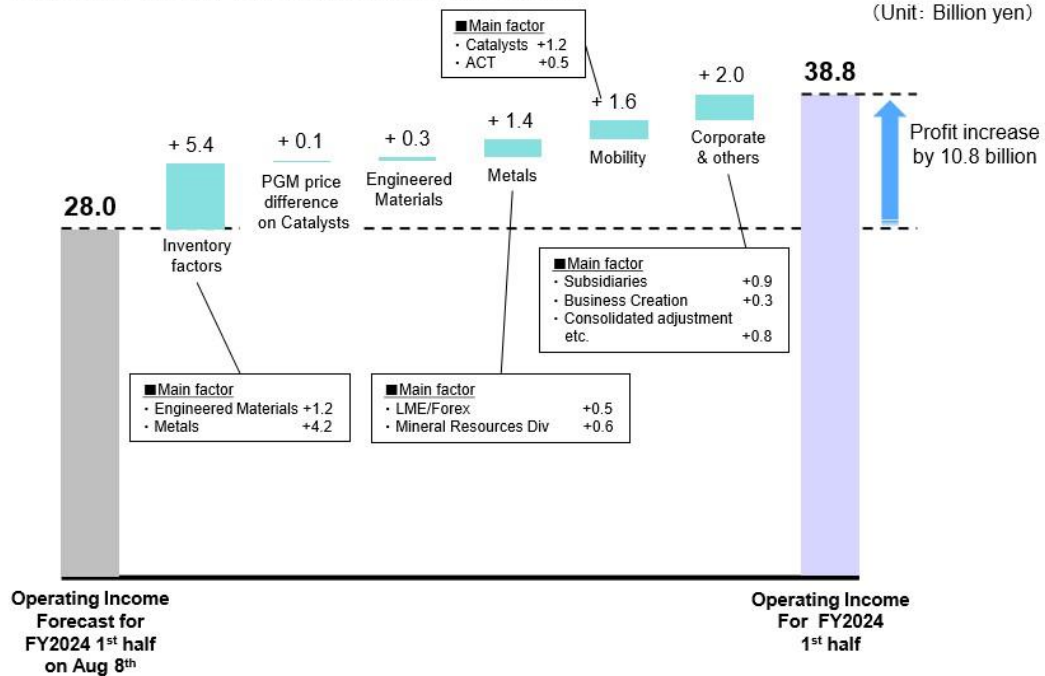 （Unit: Billion yen）
■Main factor
・Catalysts +1.2
・ACT +0.5
38.8
+ 2.0
+ 1.6
+ 1.4
+ 0.3
+ 0.1
+ 5.4
28.0
Profit increase
by 10.8 billion
Corporate
& others
Mobility
Metals
Engineered
Materials
PGM price
difference
on Catalysts
Inventory
factors
■Main factor
・Subsidiaries +0.9
・Business Creation +0.3
・Consolidated adjustment
etc. +0.8
■Main factor
・Engineered Materials +1.2
・Metals +4.2
■Main factor
・LME/Forex +0.5
・Mineral Resources Div +0.6
Operating Income
Forecast for
FY2024 1st half
on Aug 8th
Operating Income
For FY2024
1st half